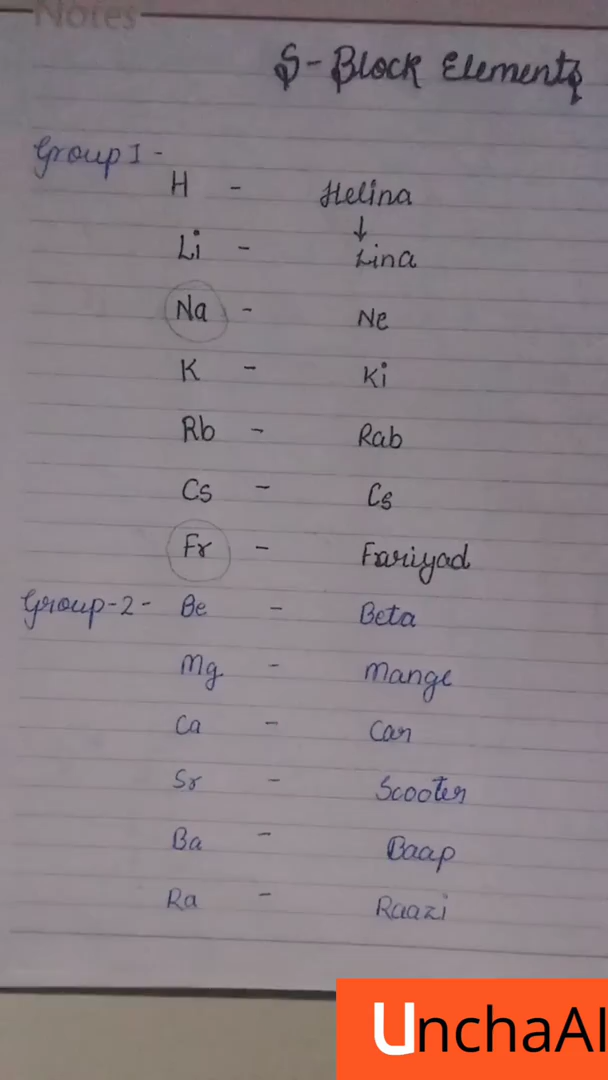 Notes
S-Block Elements
Group I -
H - Helina
↓
Li - Lina
Na - Ne
K - Ki
Rb - Rab
Cs - Cs
Fr - Fariyad
Group-2- Be - Beta
Mg - Mange
Ca - Car
Sr - Scooter
Ba - Baap
Ra - Raazi
UnchaAI